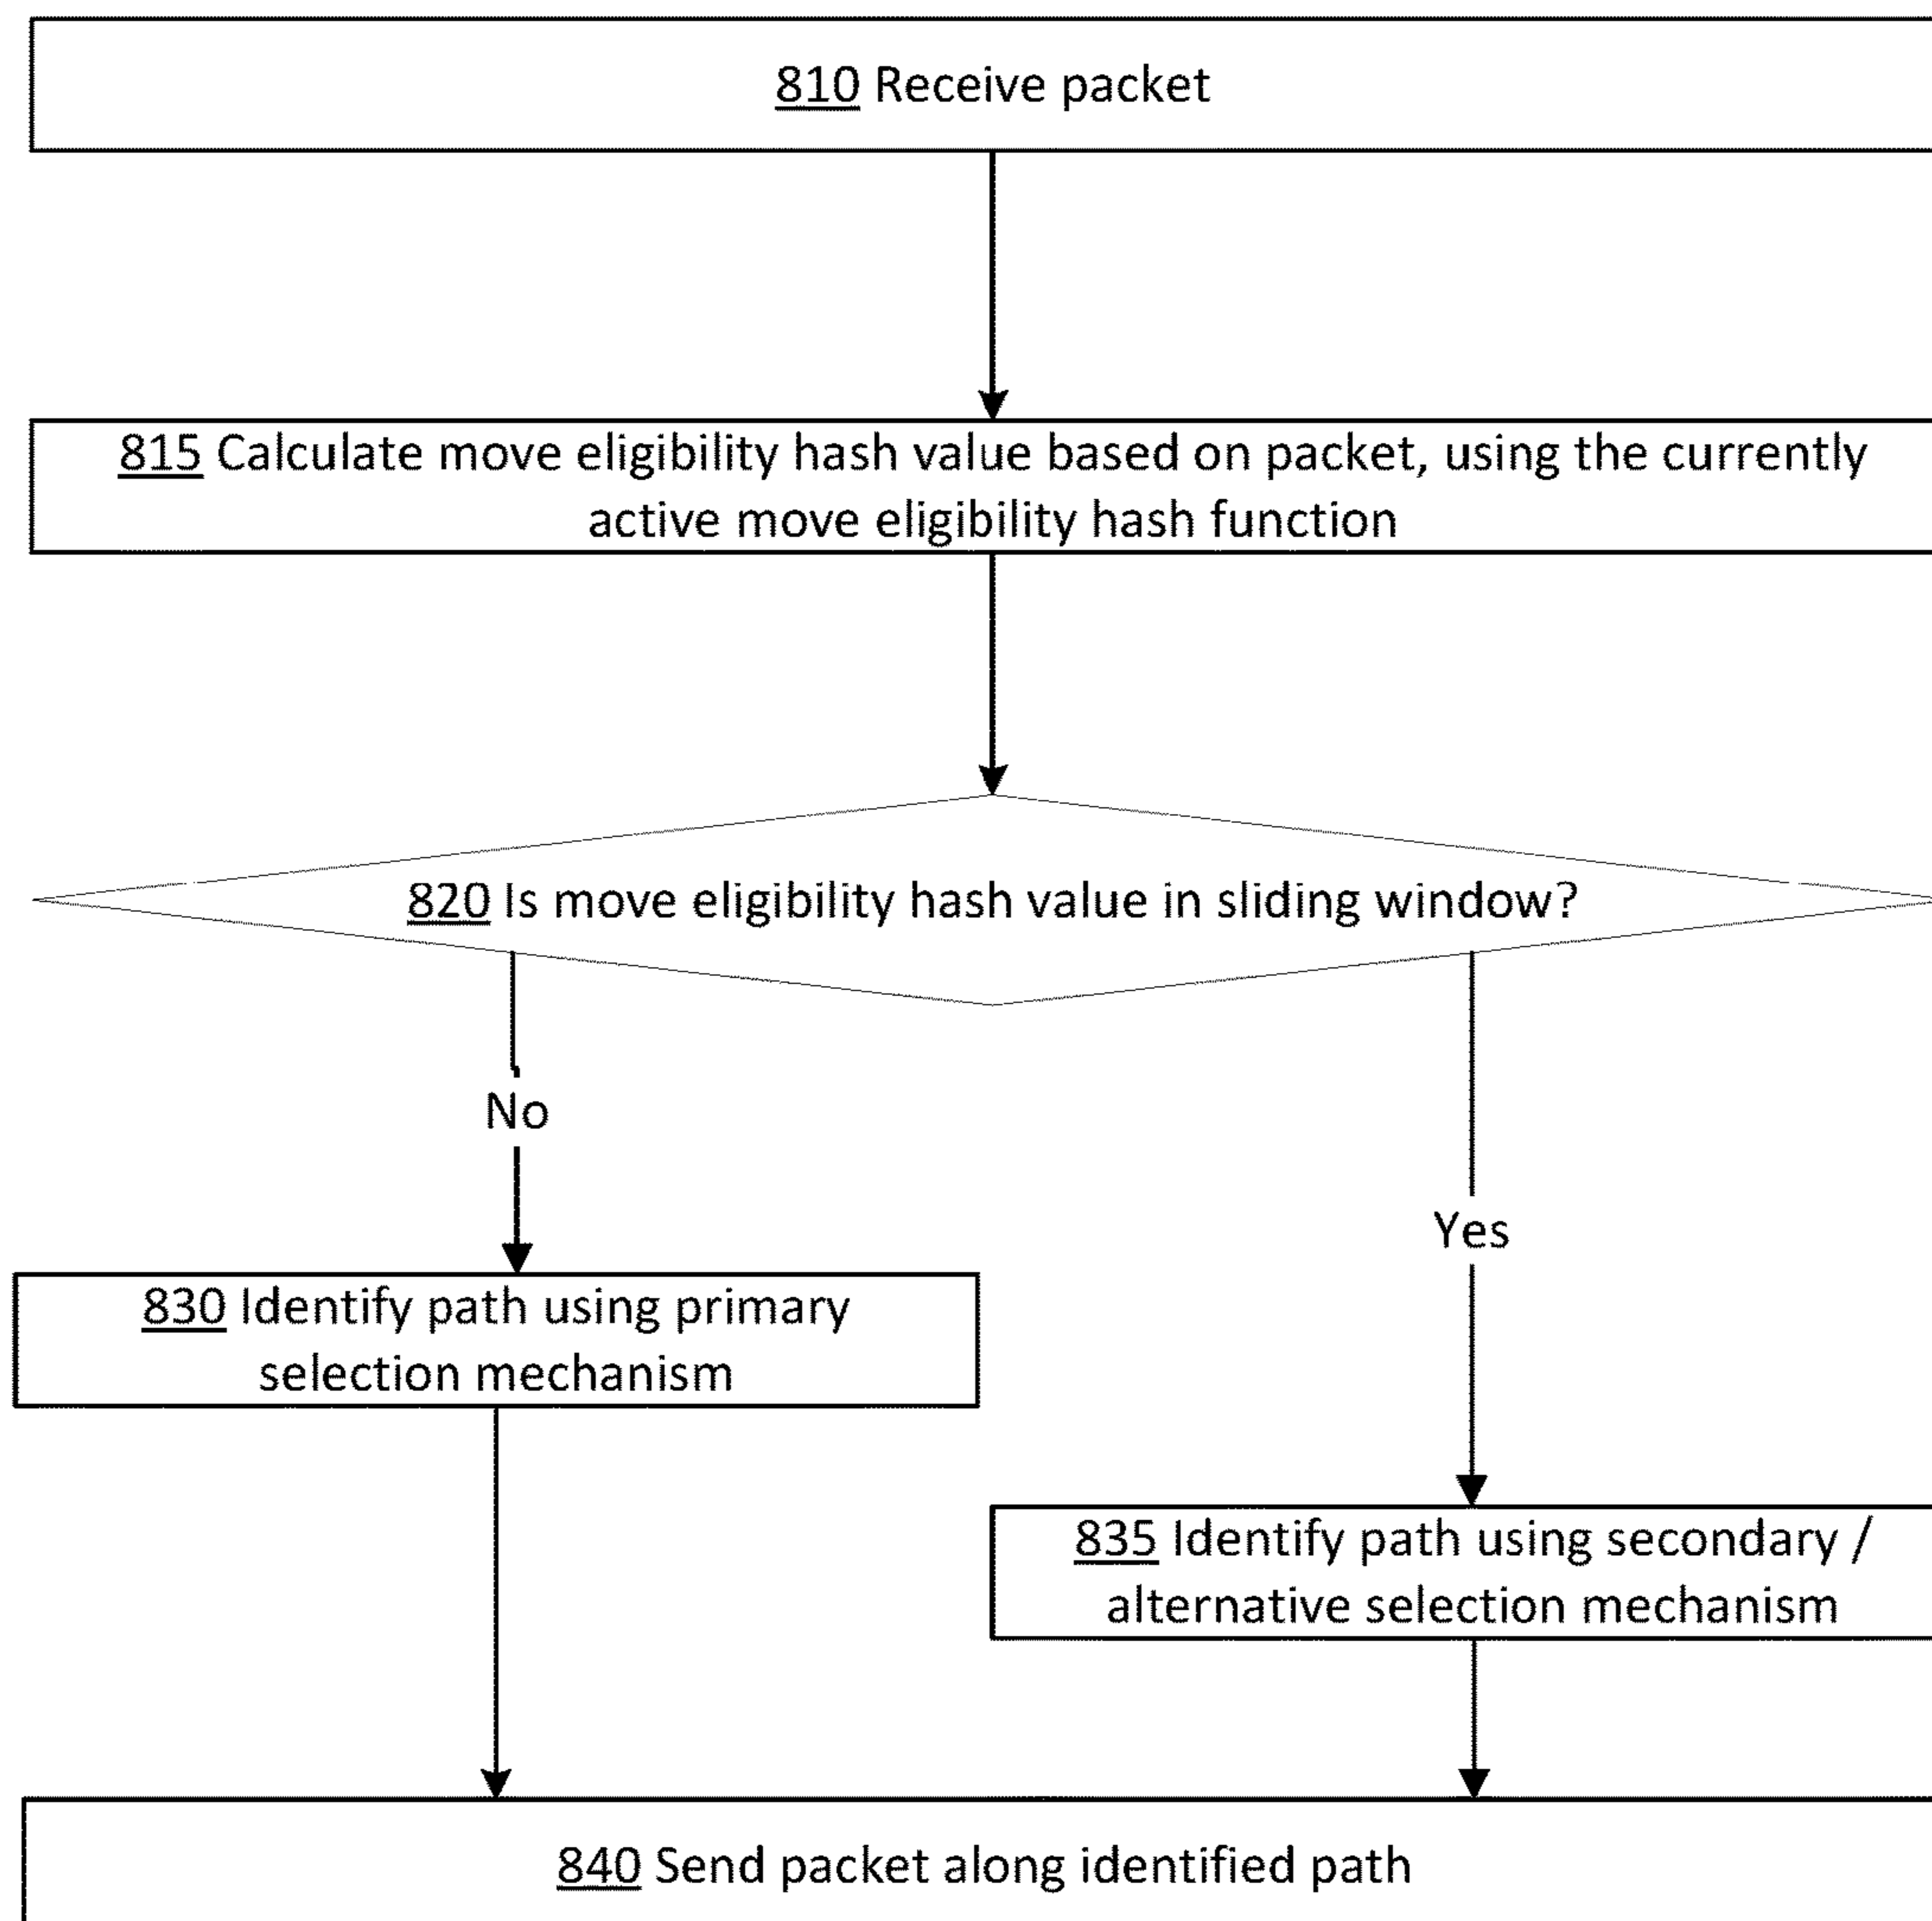 810 Receive packet
815 Calculate move eligibility hash value based on packet, using the currently
active move eligibility hash function
820 Is move eligibility hash value in sliding window?
No
Yes
830 Identify path using primary
selection mechanism
835 Identify path using secondary /
alternative selection mechanism
840 Send packet along identified path